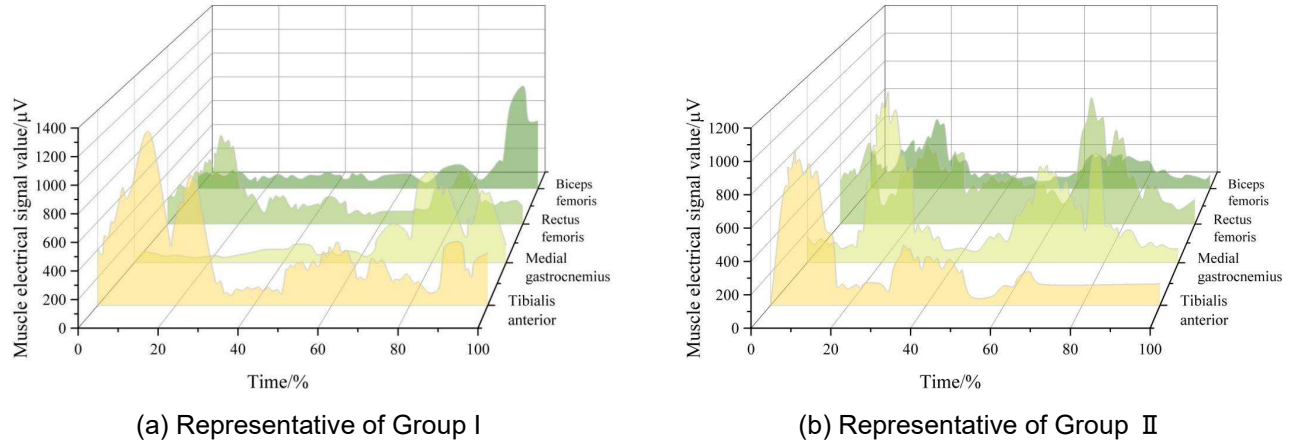 Muscle electrical signal value/μV
1400
1200
1000
800
600
400
200
0
0 20 40 60 80 100
Time/%
Biceps
femoris
Rectus
femoris
Medial
gastrocnemius
Tibialis
anterior
(a) Representative of Group Ⅰ
Muscle electrical signal value/μV
1200
1000
800
600
400
200
0
0 20 40 60 80 100
Time/%
Biceps
femoris
Rectus
femoris
Medial
gastrocnemius
Tibialis
anterior
(b) Representative of Group Ⅱ